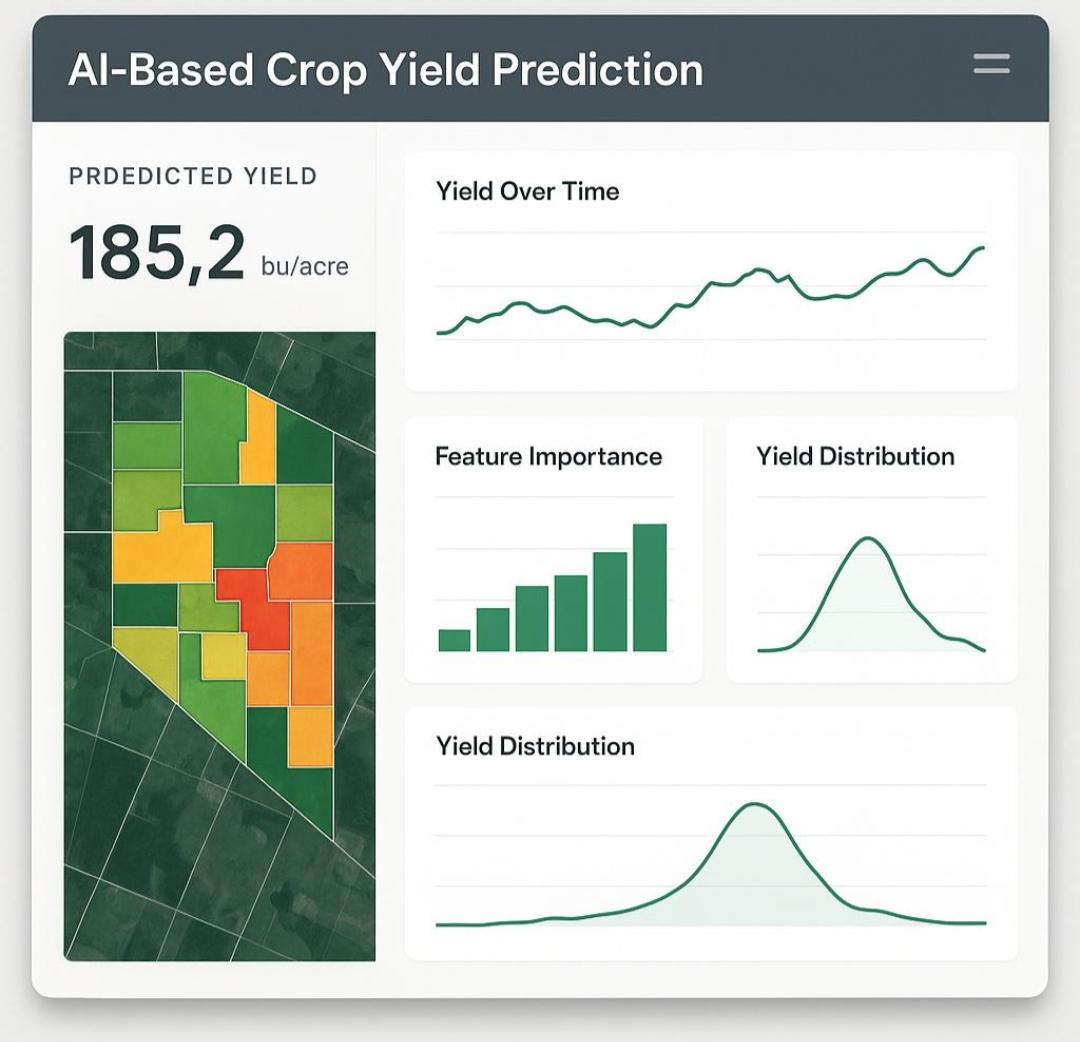 AI-Based Crop Yield Prediction
PRDEDICTED YIELD
185,2 bu/acre
Yield Over Time
Feature Importance
Yield Distribution
Yield Distribution